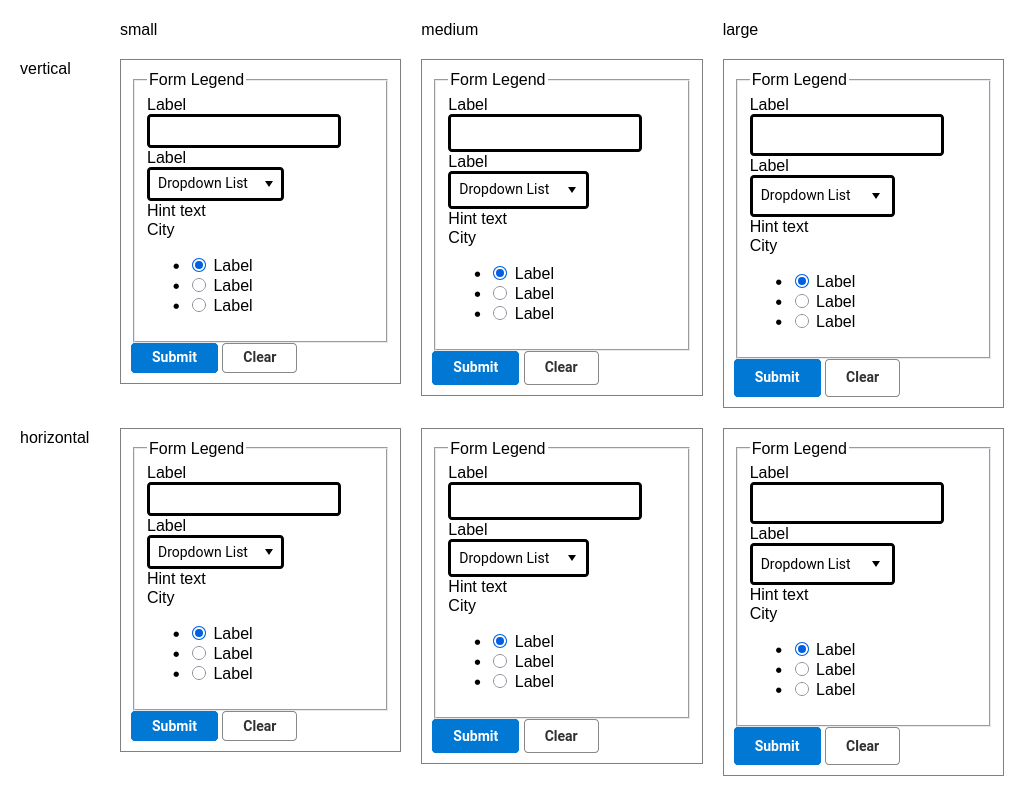 small medium large
vertical
Form Legend Form Legend Form Legend
Label Label Label
Label Label Label
Dropdown List Dropdown List Dropdown List
Hint text Hint text Hint text
City City City
Label Label Label
Label Label Label
Label Label Label
Submit Clear Submit Clear Submit Clear
horizontal
Form Legend Form Legend Form Legend
Label Label Label
Label Label Label
Dropdown List Dropdown List Dropdown List
Hint text Hint text Hint text
City City City
Label Label Label
Label Label Label
Label Label Label
Submit Clear Submit Clear Submit Clear